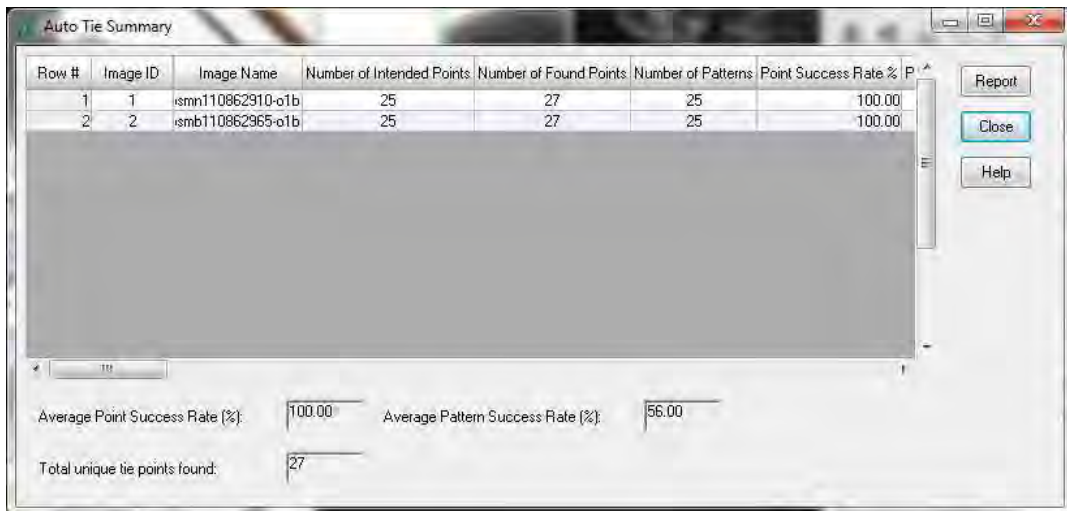 Auto Tie Summary
Row # Image ID Image Name Number of Intended Points Number of Found Points Number of Patterns Point Success Rate % P
1 1 ısmn110862910-o1b 25 27 25 100.00
2 2 ısmb110862965-o1b 25 27 25 100.00
Report
Close
Help
Average Point Success Rate (%): 100.00 Average Pattern Success Rate (%): 56.00
Total unique tie points found: 27